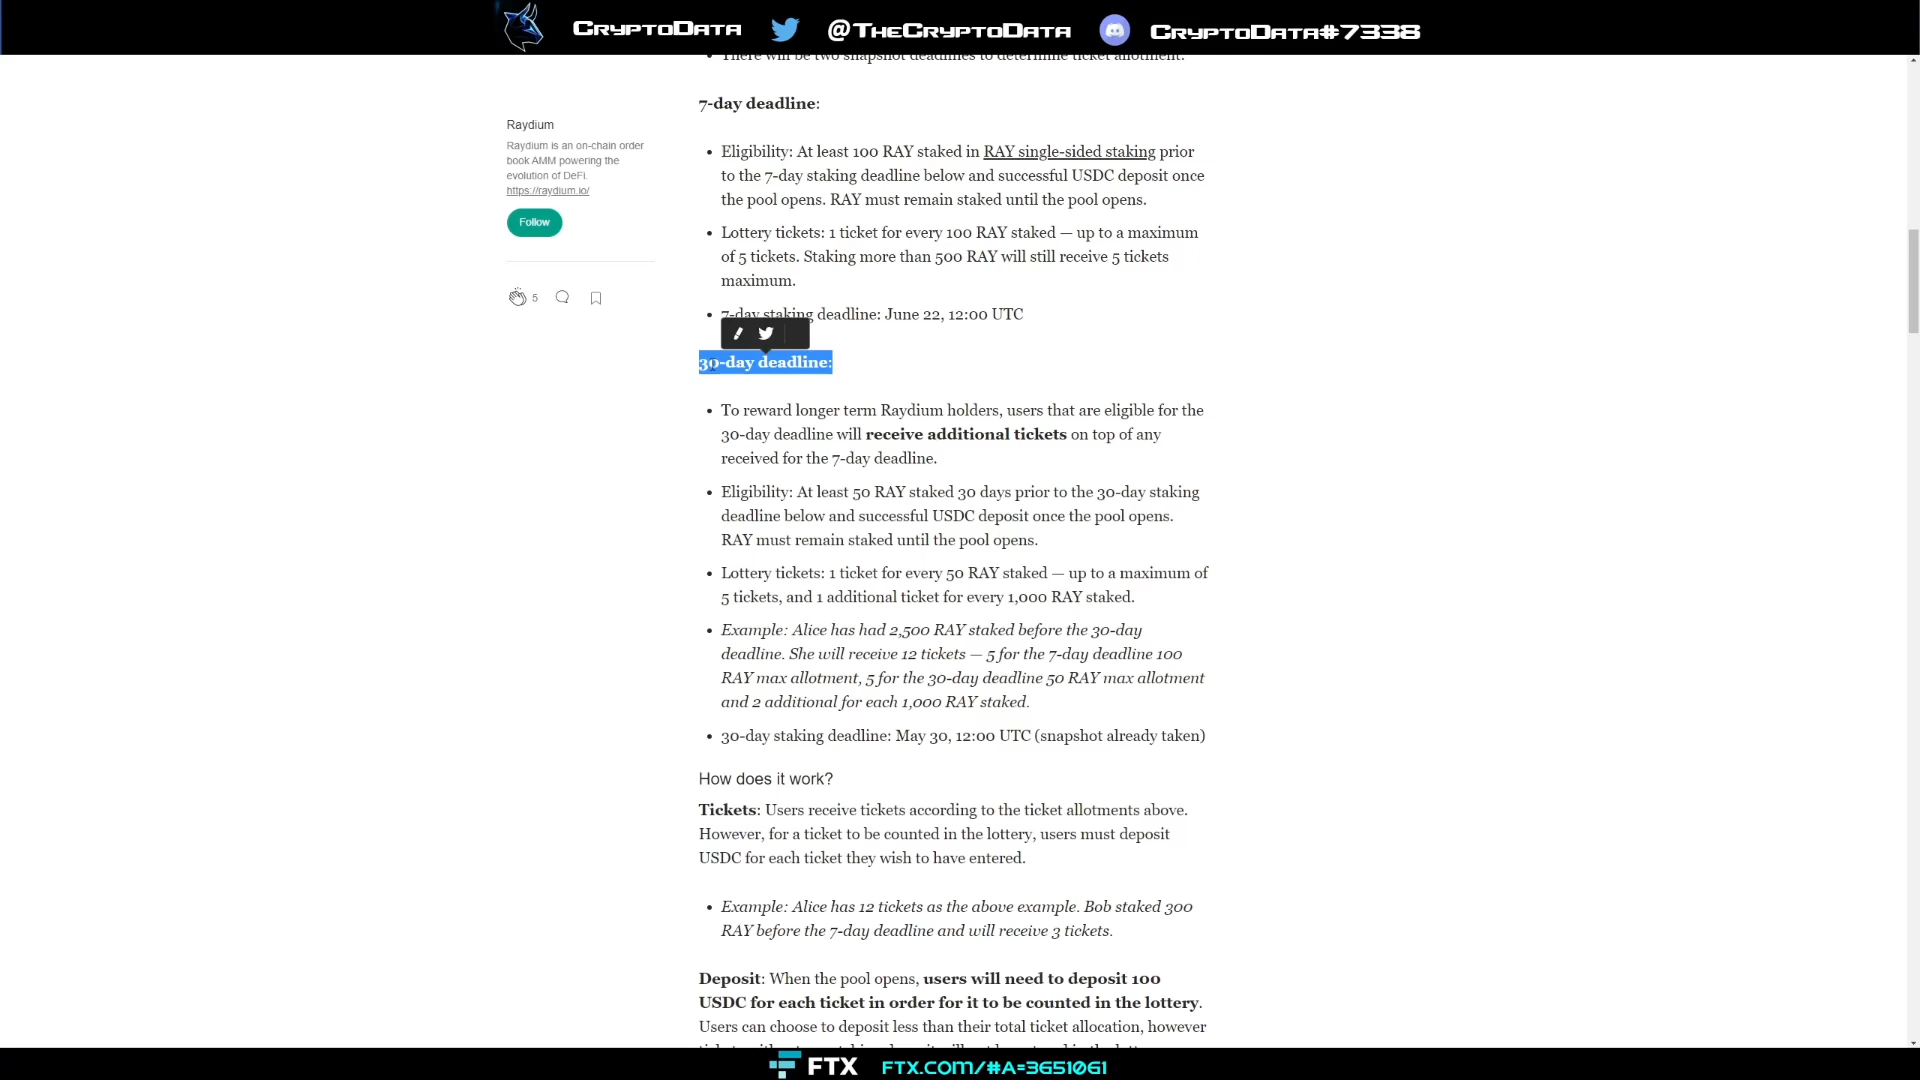 CryptoData @TheCryptoData CryptoData#7338
There will be two snapshot deadlines to determine ticket allotment.
7-day deadline:
Raydium
Raydium is an on-chain order
book AMM powering the
evolution of DeFi.
https://raydium.io/
Follow
5
• Eligibility: At least 100 RAY staked in RAY single-sided staking prior
to the 7-day staking deadline below and successful USDC deposit once
the pool opens. RAY must remain staked until the pool opens.
• Lottery tickets: 1 ticket for every 100 RAY staked — up to a maximum
of 5 tickets. Staking more than 500 RAY will still receive 5 tickets
maximum.
• 7-day staking deadline: June 22, 12:00 UTC
30-day deadline:
• To reward longer term Raydium holders, users that are eligible for the
30-day deadline will receive additional tickets on top of any
received for the 7-day deadline.
• Eligibility: At least 50 RAY staked 30 days prior to the 30-day staking
deadline below and successful USDC deposit once the pool opens.
RAY must remain staked until the pool opens.
• Lottery tickets: 1 ticket for every 50 RAY staked — up to a maximum of
5 tickets, and 1 additional ticket for every 1,000 RAY staked.
• Example: Alice has had 2,500 RAY staked before the 30-day
deadline. She will receive 12 tickets — 5 for the 7-day deadline 100
RAY max allotment, 5 for the 30-day deadline 50 RAY max allotment
and 2 additional for each 1,000 RAY staked.
• 30-day staking deadline: May 30, 12:00 UTC (snapshot already taken)
How does it work?
Tickets: Users receive tickets according to the ticket allotments above.
However, for a ticket to be counted in the lottery, users must deposit
USDC for each ticket they wish to have entered.
• Example: Alice has 12 tickets as the above example. Bob staked 300
RAY before the 7-day deadline and will receive 3 tickets.
Deposit: When the pool opens, users will need to deposit 100
USDC for each ticket in order for it to be counted in the lottery.
Users can choose to deposit less than their total ticket allocation, however
FTX FTX.COM/#A=3651061